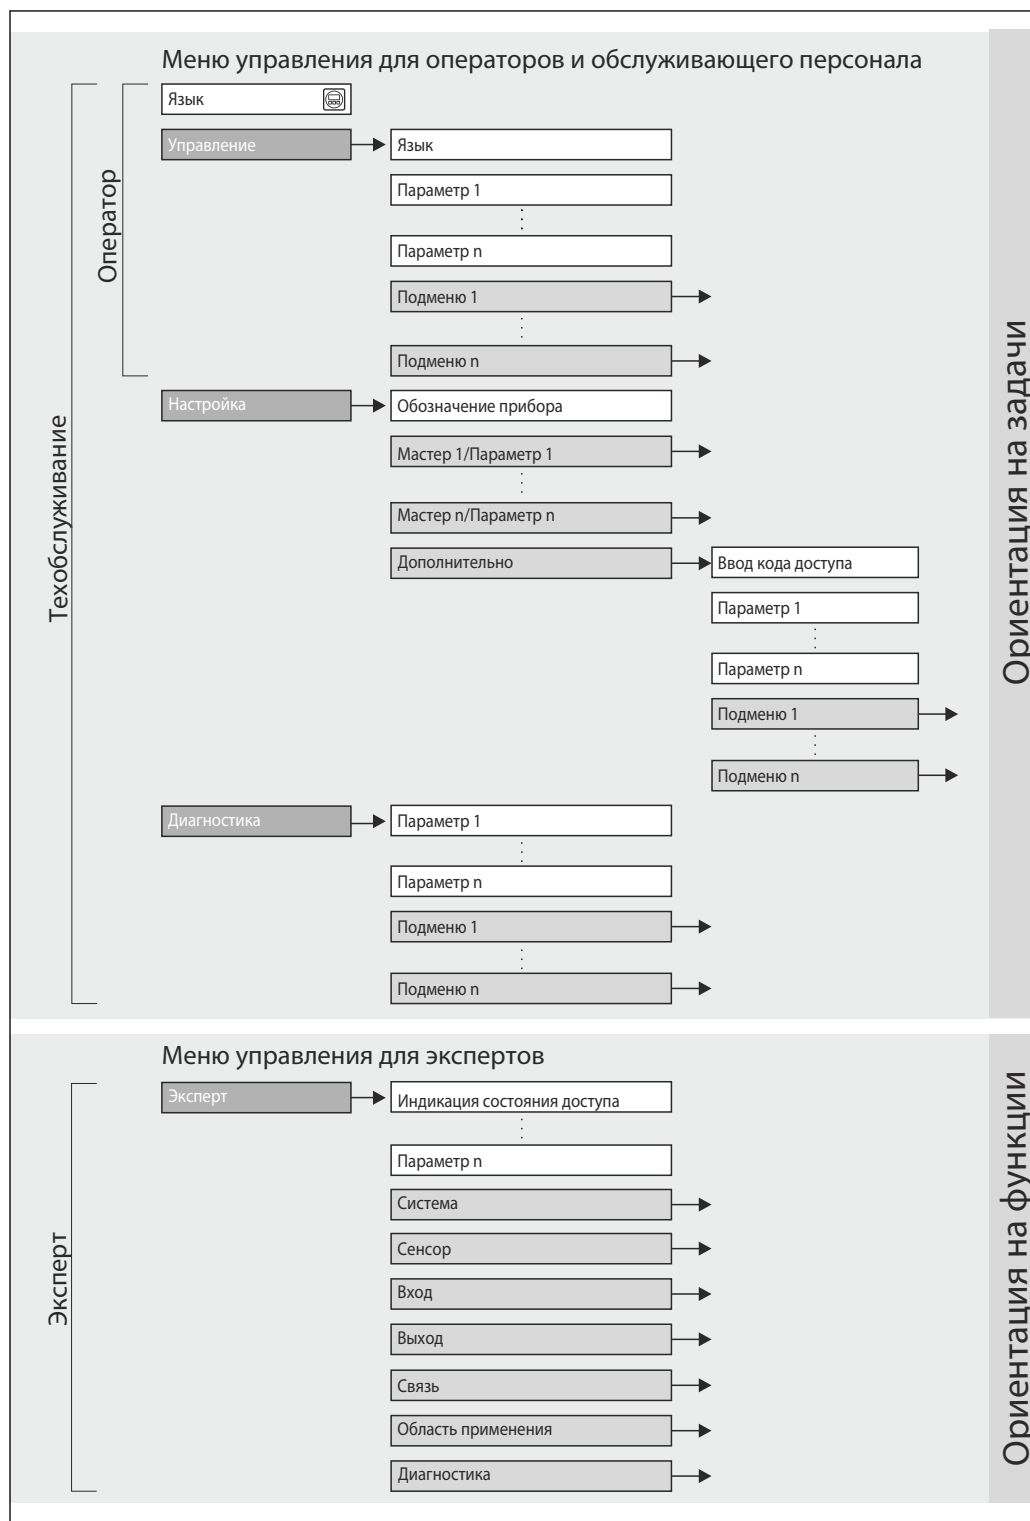 Меню управления для операторов и обслуживающего персонала
Язык
Управление
Язык
Параметр 1
Параметр n
Подменю 1
Подменю n
Оператор
Настройка
Обозначение прибора
Мастер 1/Параметр 1
Мастер n/Параметр n
Дополнительно
Ввод кода доступа
Параметр 1
Параметр n
Подменю 1
Подменю n
Диагностика
Параметр 1
Параметр n
Подменю 1
Подменю n
Техобслуживание
Ориентация на задачи
Меню управления для экспертов
Эксперт
Индикация состояния доступа
Параметр n
Система
Сенсор
Вход
Выход
Связь
Область применения
Диагностика
Эксперт
Ориентация на функции